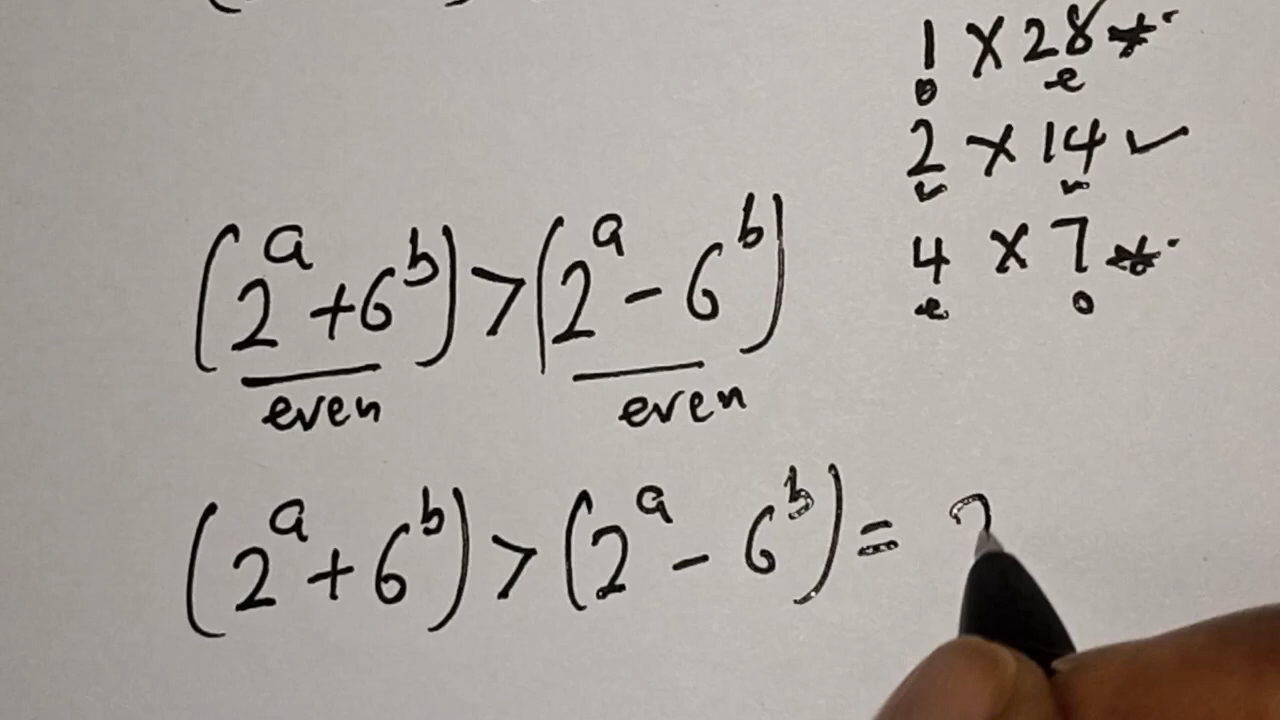 1 × 28 *
o e
2 × 14 ✓
✓ ✓
4 × 7 *
e o
(2^a + 6^b) > (2^a - 6^b)
even even
(2^a + 6^b) > (2^a - 6^b) =